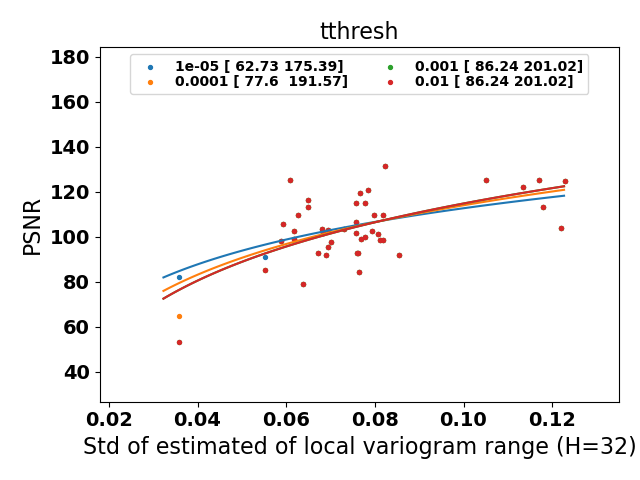 tthresh
1e-05 [ 62.73 175.39]
0.0001 [ 77.6  191.57]
0.001 [ 86.24 201.02]
0.01 [ 86.24 201.02]
180
160
140
120
100
80
60
40
PSNR
0.02 0.04 0.06 0.08 0.10 0.12
Std of estimated of local variogram range (H=32)